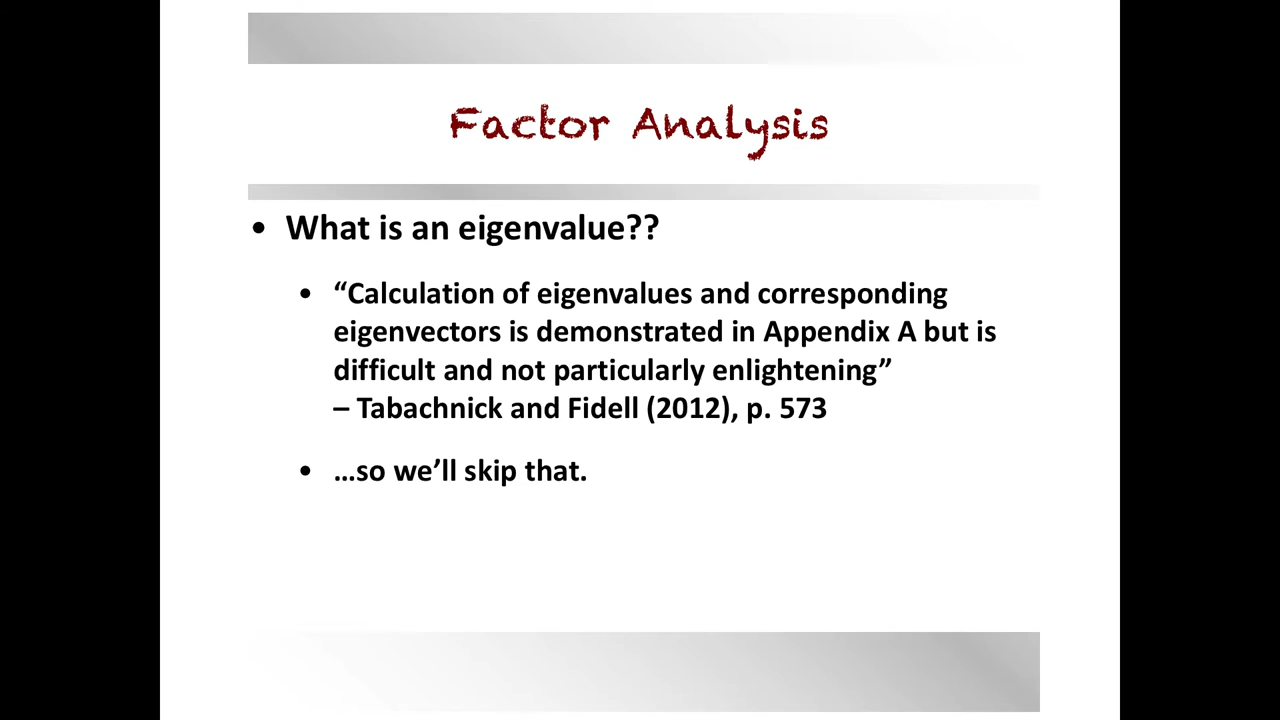 Factor Analysis
• What is an eigenvalue??
• “Calculation of eigenvalues and corresponding
eigenvectors is demonstrated in Appendix A but is
difficult and not particularly enlightening”
– Tabachnick and Fidell (2012), p. 573
• …so we’ll skip that.